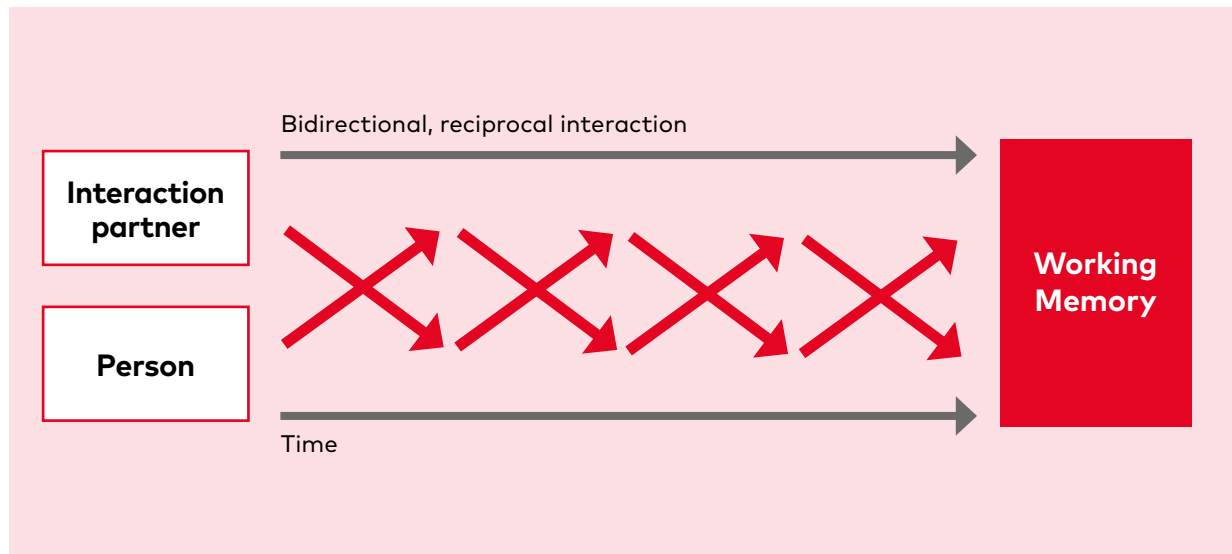 Bidirectional, reciprocal interaction
Interaction
partner
Person
Working
Memory
Time